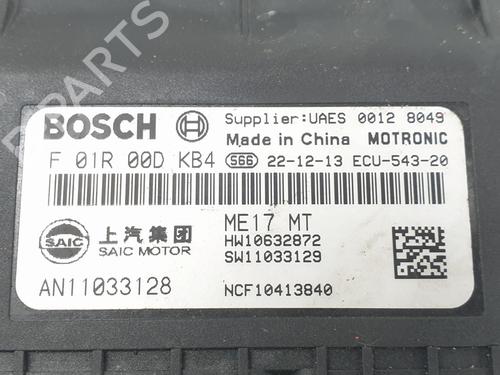 BOSCH
Supplier:UAES 0012 8049
Made in China MOTRONIC
F 01R 00D KB4 S66 22-12-13 ECU-543-20
SAIC
上汽集团
SAIC MOTOR
ME17 MT
HW10632872
SW11033129
AN11033128
NCF10413840
PARTS